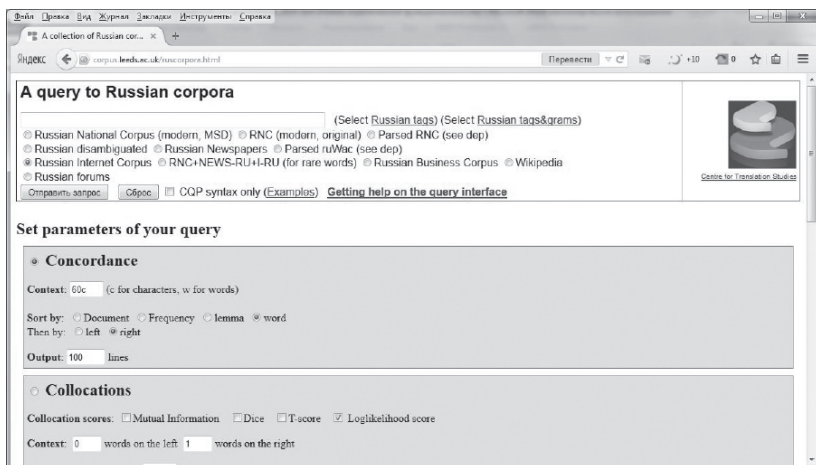 Файл Правка Вид Журнал Закладки Инструменты Справка
A collection of Russian cor... × +
Яндекс corpus.leeds.ac.uk/ruscorpora.html Перевести +10 0
A query to Russian corpora
(Select Russian tags) (Select Russian tags&grams)
Russian National Corpus (modern, MSD) RNC (modern, original) Parsed RNC (see dep)
Russian disambiguated Russian Newspapers Parsed ruWac (see dep)
Russian Internet Corpus RNC+NEWS-RU+I-RU (for rare words) Russian Business Corpus Wikipedia
Russian forums
Отправить запрос Сброс CQP syntax only (Examples) Getting help on the query interface
Centre for Translation Studies
Set parameters of your query
Concordance
Context: 60c (c for characters, w for words)
Sort by: Document Frequency lemma word
Then by: left right
Output: 100 lines
Collocations
Collocation scores: Mutual Information Dice T-score Loglikelihood score
Context: 0 words on the left 1 words on the right